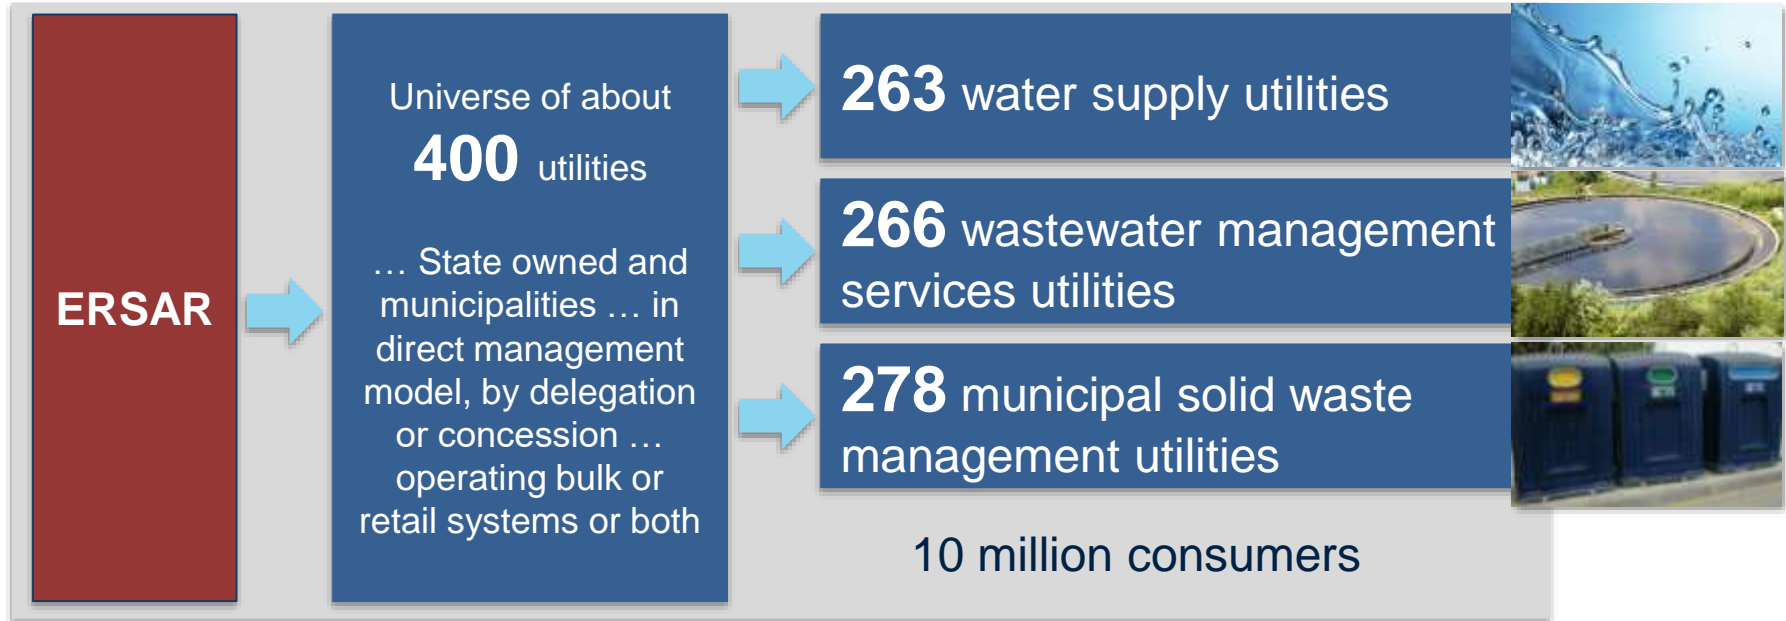 ERSAR
Universe of about
400 utilities
… State owned and
municipalities … in
direct management
model, by delegation
or concession …
operating bulk or
retail systems or both
263 water supply utilities
266 wastewater management
services utilities
278 municipal solid waste
management utilities
10 million consumers